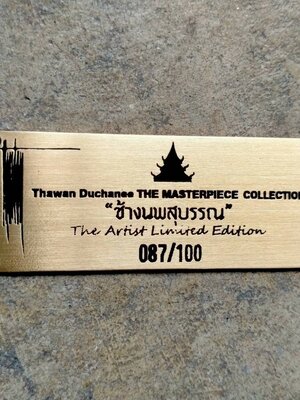 Thawan Duchanee THE MASTERPIECE COLLECTION
"ช้างนพสุบรรณ"
The Artist Limited Edition
087/100